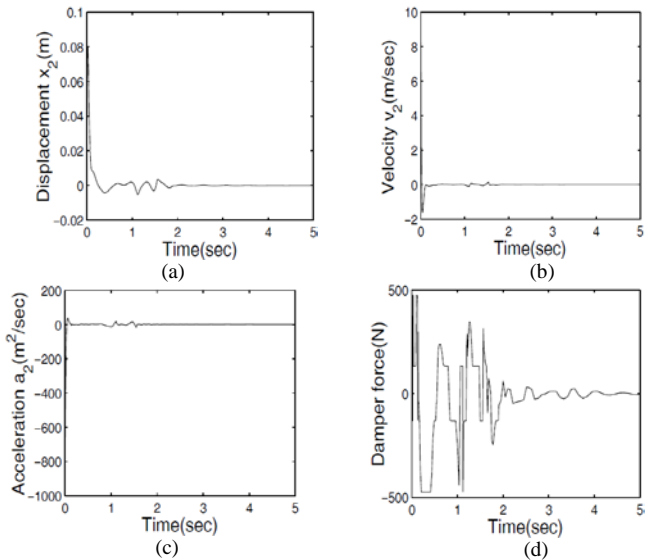 0.1
0.08
0.06
0.04
0.02
0
-0.02
Displacement x2(m)
0 1 2 3 4 5
Time(sec)
(a)
10
8
6
4
2
0
-2
Velocity v2(m/sec)
0 1 2 3 4 5
Time(sec)
(b)
200
0
-200
-400
-600
-800
-1000
Acceleration a2(m2/sec)
0 1 2 3 4 5
Time(sec)
(c)
500
0
-500
Damper force(N)
0 1 2 3 4 5
Time(sec)
(d)